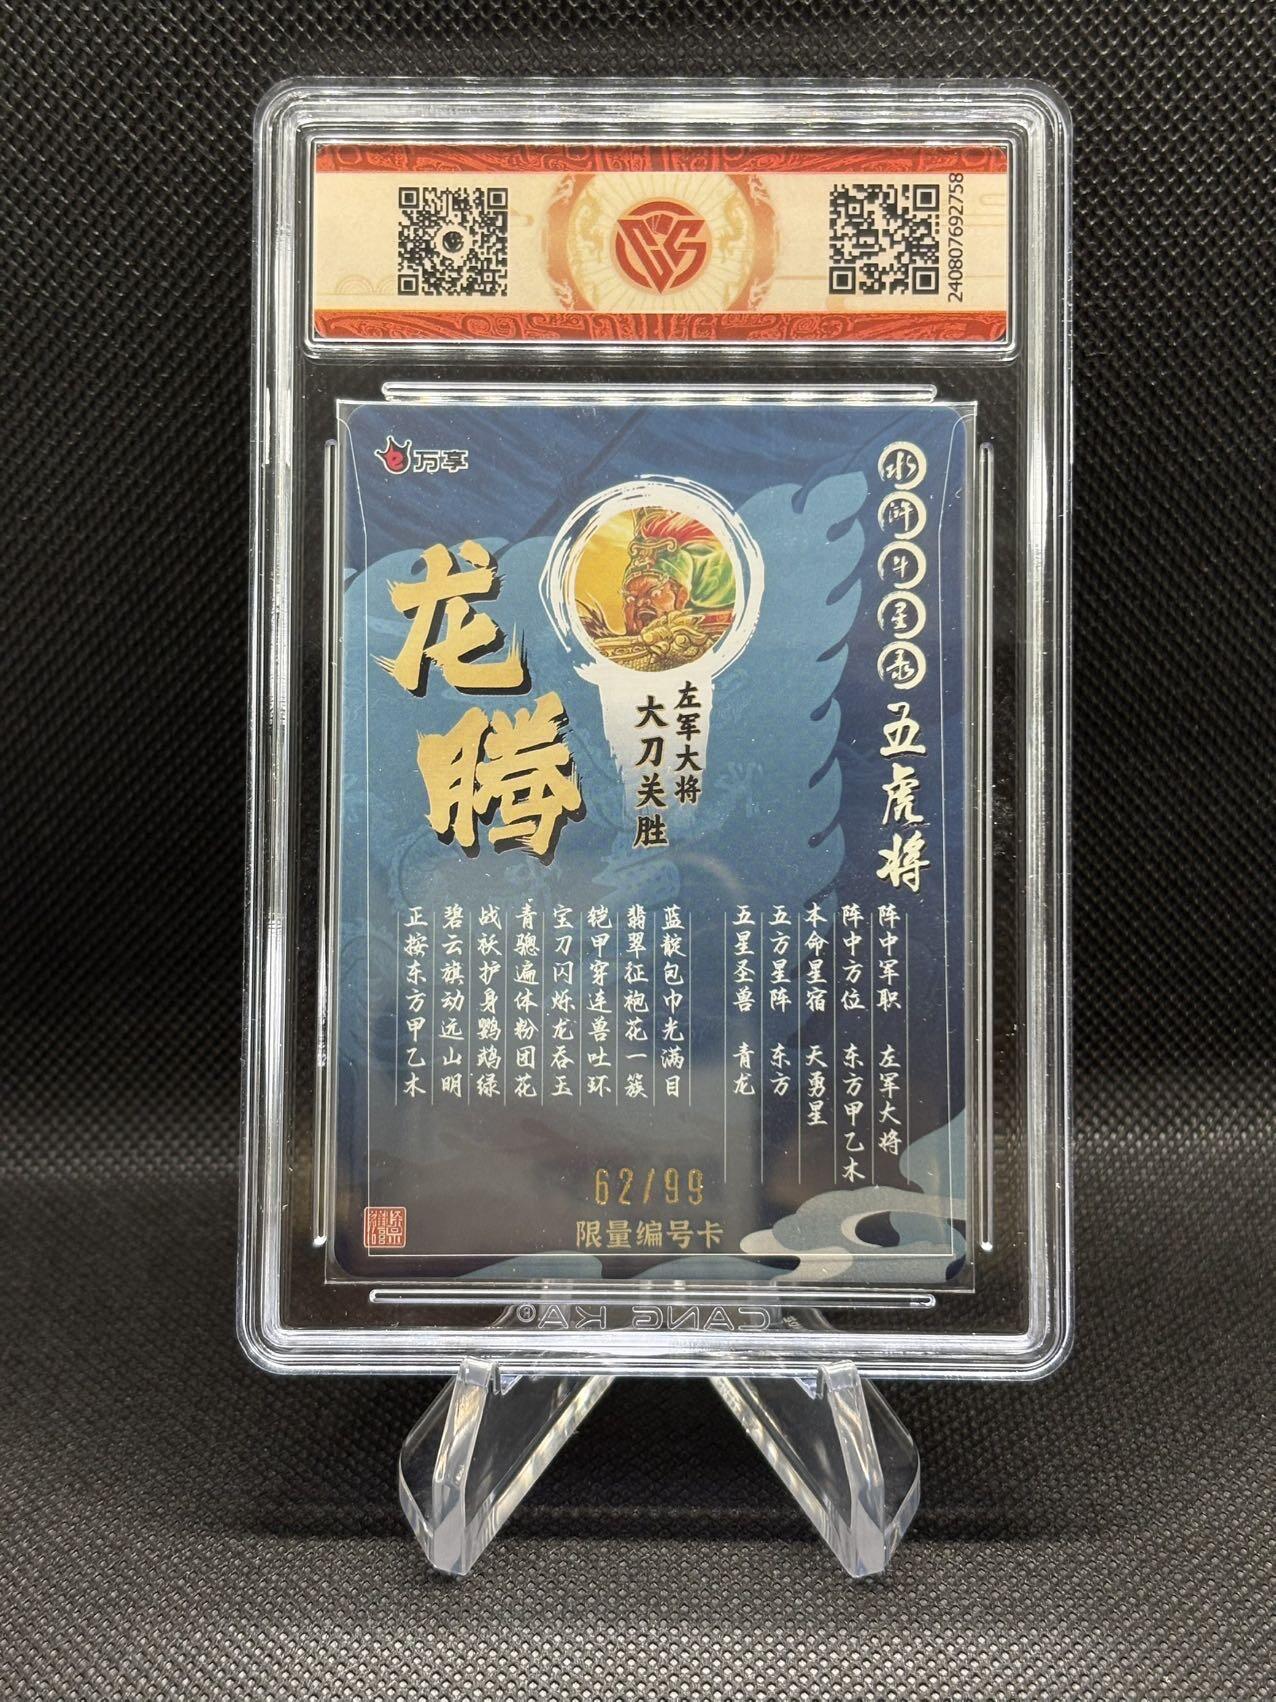 240807692758
万享
水浒斗星录 五虎将
左军大将
大刀关胜
龙腾
阵中军职 左军大将
阵中方位 东方甲乙木
本命星宿 天勇星
五方星阵 东方
五星圣兽 青龙
蓝靛包巾光满目
翡翠征袍花一簇
铠甲穿连兽吐环
宝刀闪烁龙吞玉
青骢遍体粉团花
战袄护身鹦鹉绿
碧云旗动远山明
正按东方甲乙木
62/99
限量编号卡
CANG KA®